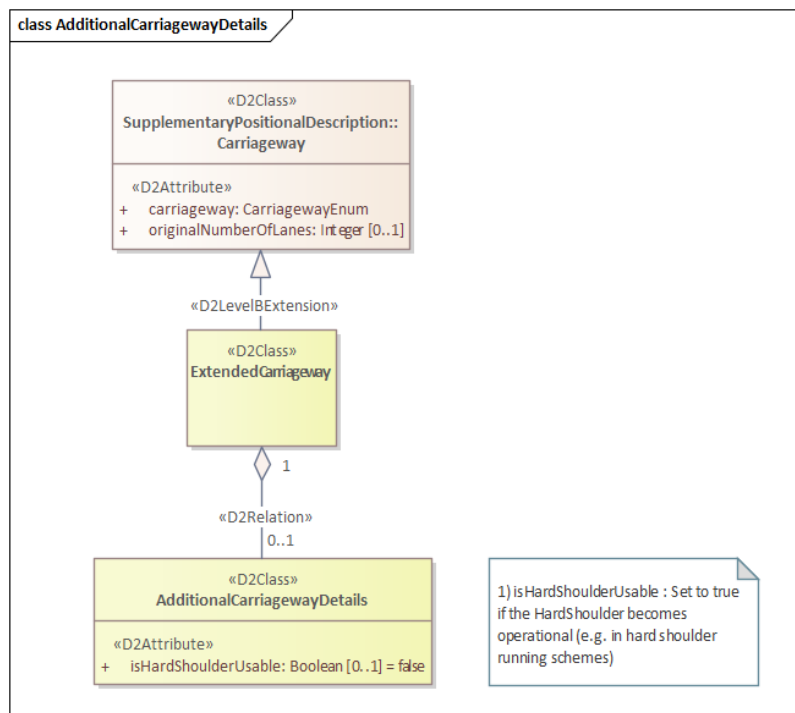 class AdditionalCarriagewayDetails
«D2Class»
SupplementaryPositionalDescription::
Carriageway
«D2Attribute»
+ carriageway: CarriagewayEnum
+ originalNumberOfLanes: Integer [0..1]
«D2LevelBExtension»
«D2Class»
ExtendedCarriageway
1
«D2Relation»
0..1
«D2Class»
AdditionalCarriagewayDetails
«D2Attribute»
+ isHardShoulderUsable: Boolean [0..1] = false
1) isHardShoulderUsable : Set to true
if the HardShoulder becomes
operational (e.g. in hard shoulder
running schemes)